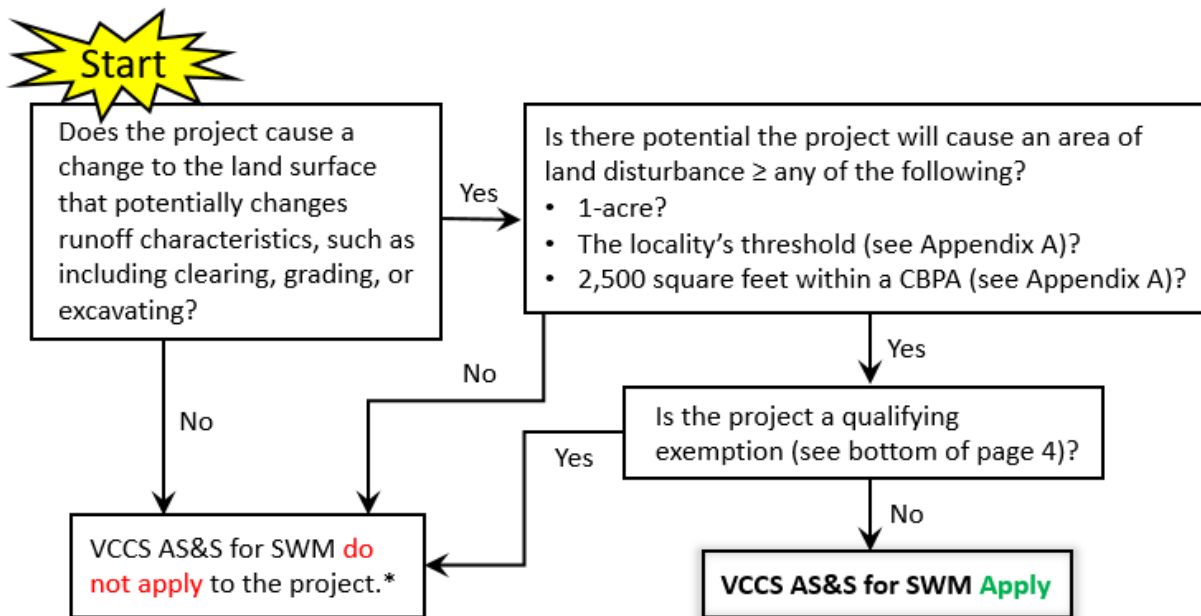 Start
Does the project cause a
change to the land surface
that potentially changes
runoff characteristics, such as
including clearing, grading, or
excavating?
Yes
Is there potential the project will cause an area of
land disturbance ≥ any of the following?
• 1-acre?
• The locality's threshold (see Appendix A)?
• 2,500 square feet within a CBPA (see Appendix A)?
No
No
Yes
Is the project a qualifying
exemption (see bottom of page 4)?
Yes
No
VCCS AS&S for SWM do
not apply to the project.*
VCCS AS&S for SWM Apply